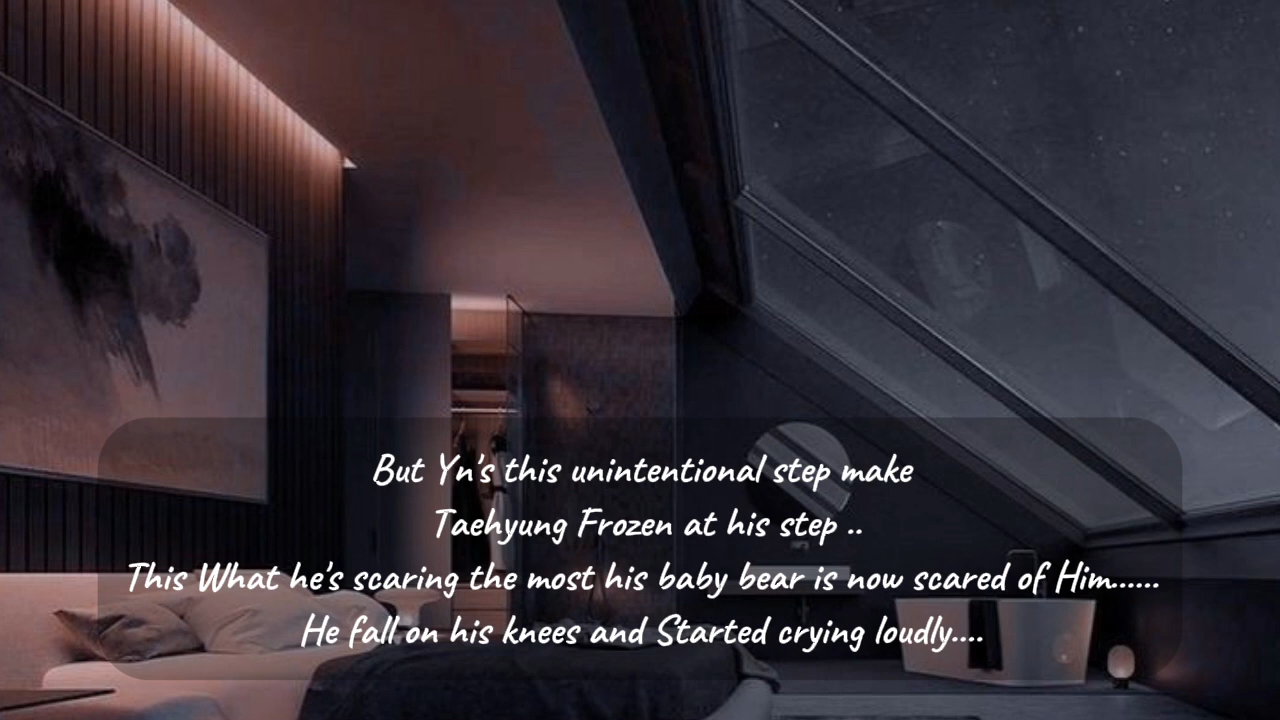 But Yn's this unintentional step make
Taehyung Frozen at his step ..
This What he's scaring the most his baby bear is now scared of Him......
He fall on his knees and Started crying loudly....